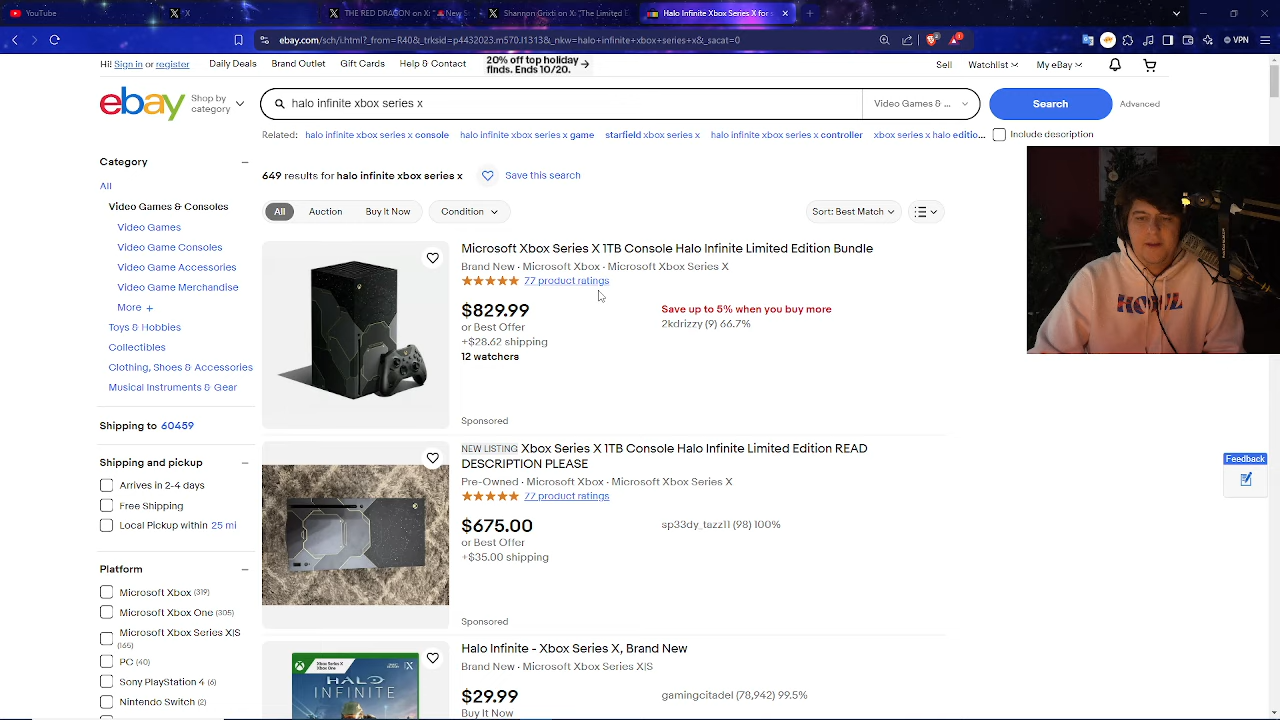 YouTube
X
THE RED DRAGON on X: "🚨New S
Shannon Grixti on X: "The Limited E
Halo Infinite Xbox Series X for s
ebay.com/sch/i.html?_from=R40&_trksid=p4432023.m570.l1313&_nkw=halo+infinite+xbox+series+x&_sacat=0
VPN
Hi! Sign in or register
Daily Deals
Brand Outlet
Gift Cards
Help & Contact
20% off top holiday
finds. Ends 10/20.
Sell
Watchlist
My eBay
ebay
Shop by
category
halo infinite xbox series x
Video Games & ...
Search
Advanced
Related: halo infinite xbox series x console halo infinite xbox series x game starfield xbox series x halo infinite xbox series x controller xbox series x halo editio...
Include description
Category
All
Video Games & Consoles
Video Games
Video Game Consoles
Video Game Accessories
Video Game Merchandise
More +
Toys & Hobbies
Collectibles
Clothing, Shoes & Accessories
Musical Instruments & Gear
Shipping to 60459
Shipping and pickup
Arrives in 2-4 days
Free Shipping
Local Pickup within 25 mi
Platform
Microsoft Xbox (319)
Microsoft Xbox One (305)
Microsoft Xbox Series X|S
(165)
PC (40)
Sony PlayStation 4 (6)
Nintendo Switch (2)
649 results for halo infinite xbox series x
Save this search
All
Auction
Buy It Now
Condition
Sort: Best Match
Microsoft Xbox Series X 1TB Console Halo Infinite Limited Edition Bundle
Brand New · Microsoft Xbox · Microsoft Xbox Series X
77 product ratings
$829.99
or Best Offer
+$28.62 shipping
12 watchers
Save up to 5% when you buy more
2kdrizzy (9) 66.7%
Sponsored
NEW LISTING Xbox Series X 1TB Console Halo Infinite Limited Edition READ
DESCRIPTION PLEASE
Pre-Owned · Microsoft Xbox · Microsoft Xbox Series X
77 product ratings
$675.00
or Best Offer
+$35.00 shipping
sp33dy_tazz11 (98) 100%
Sponsored
Halo Infinite - Xbox Series X, Brand New
Brand New · Microsoft Xbox Series X|S
$29.99
Buy It Now
gamingcitadel (78,942) 99.5%
HALO
INFINITE
Feedback